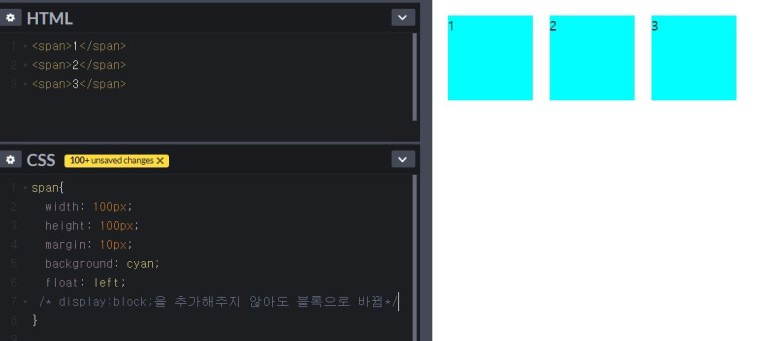 HTML
1 <span>1</span>
2 <span>2</span>
3 <span>3</span>
1
2
3
CSS 100+ unsaved changes X
1 span{
2 width: 100px;
3 height: 100px;
4 margin: 10px;
5 background: cyan;
6 float: left;
7 /* display:block;을 추가해주지 않아도 블록으로 바뀜*/
8 }
9